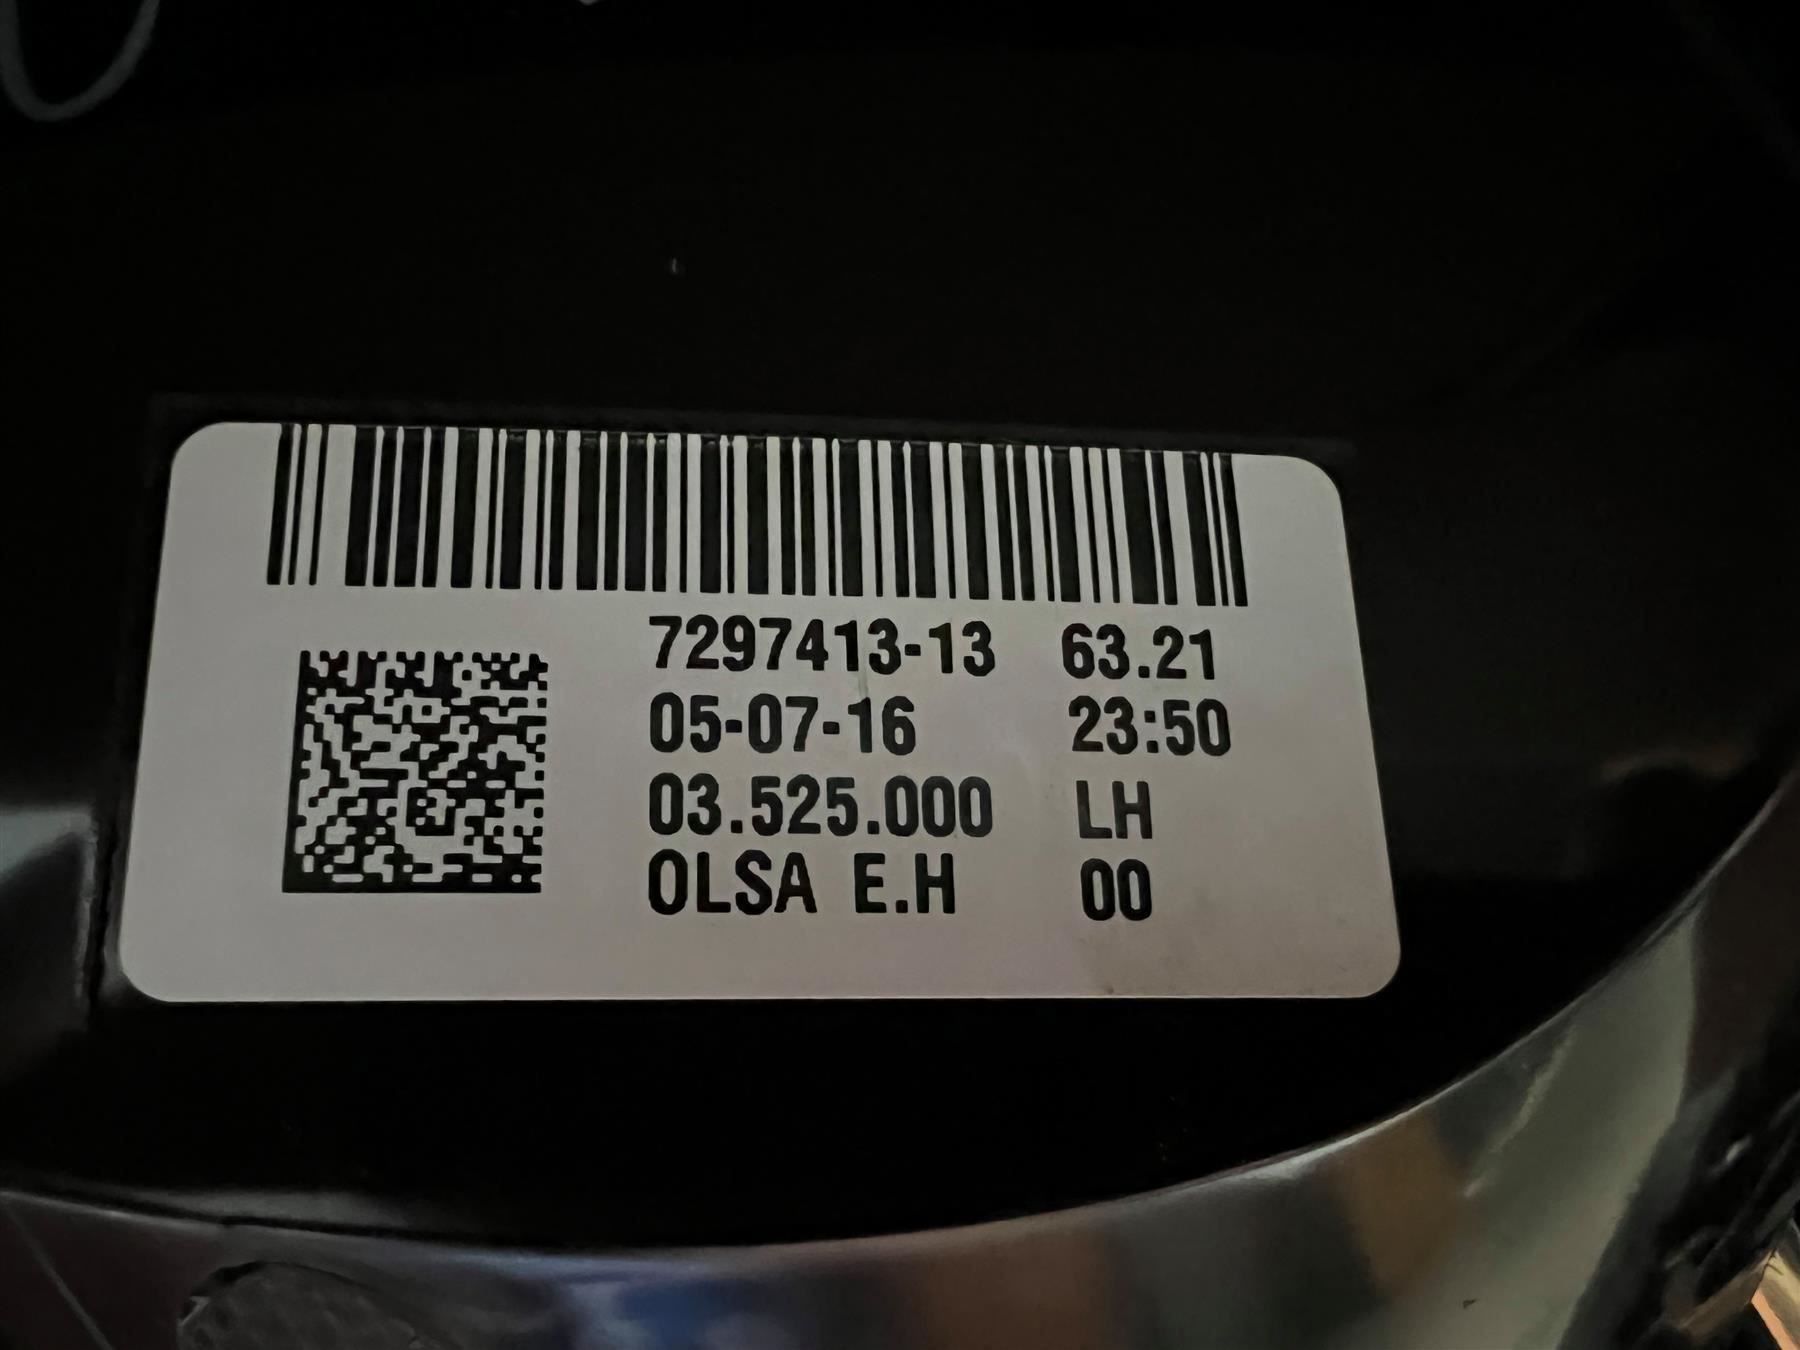 7297413-13 63.21
05-07-16 23:50
03.525.000 LH
OLSA E.H 00